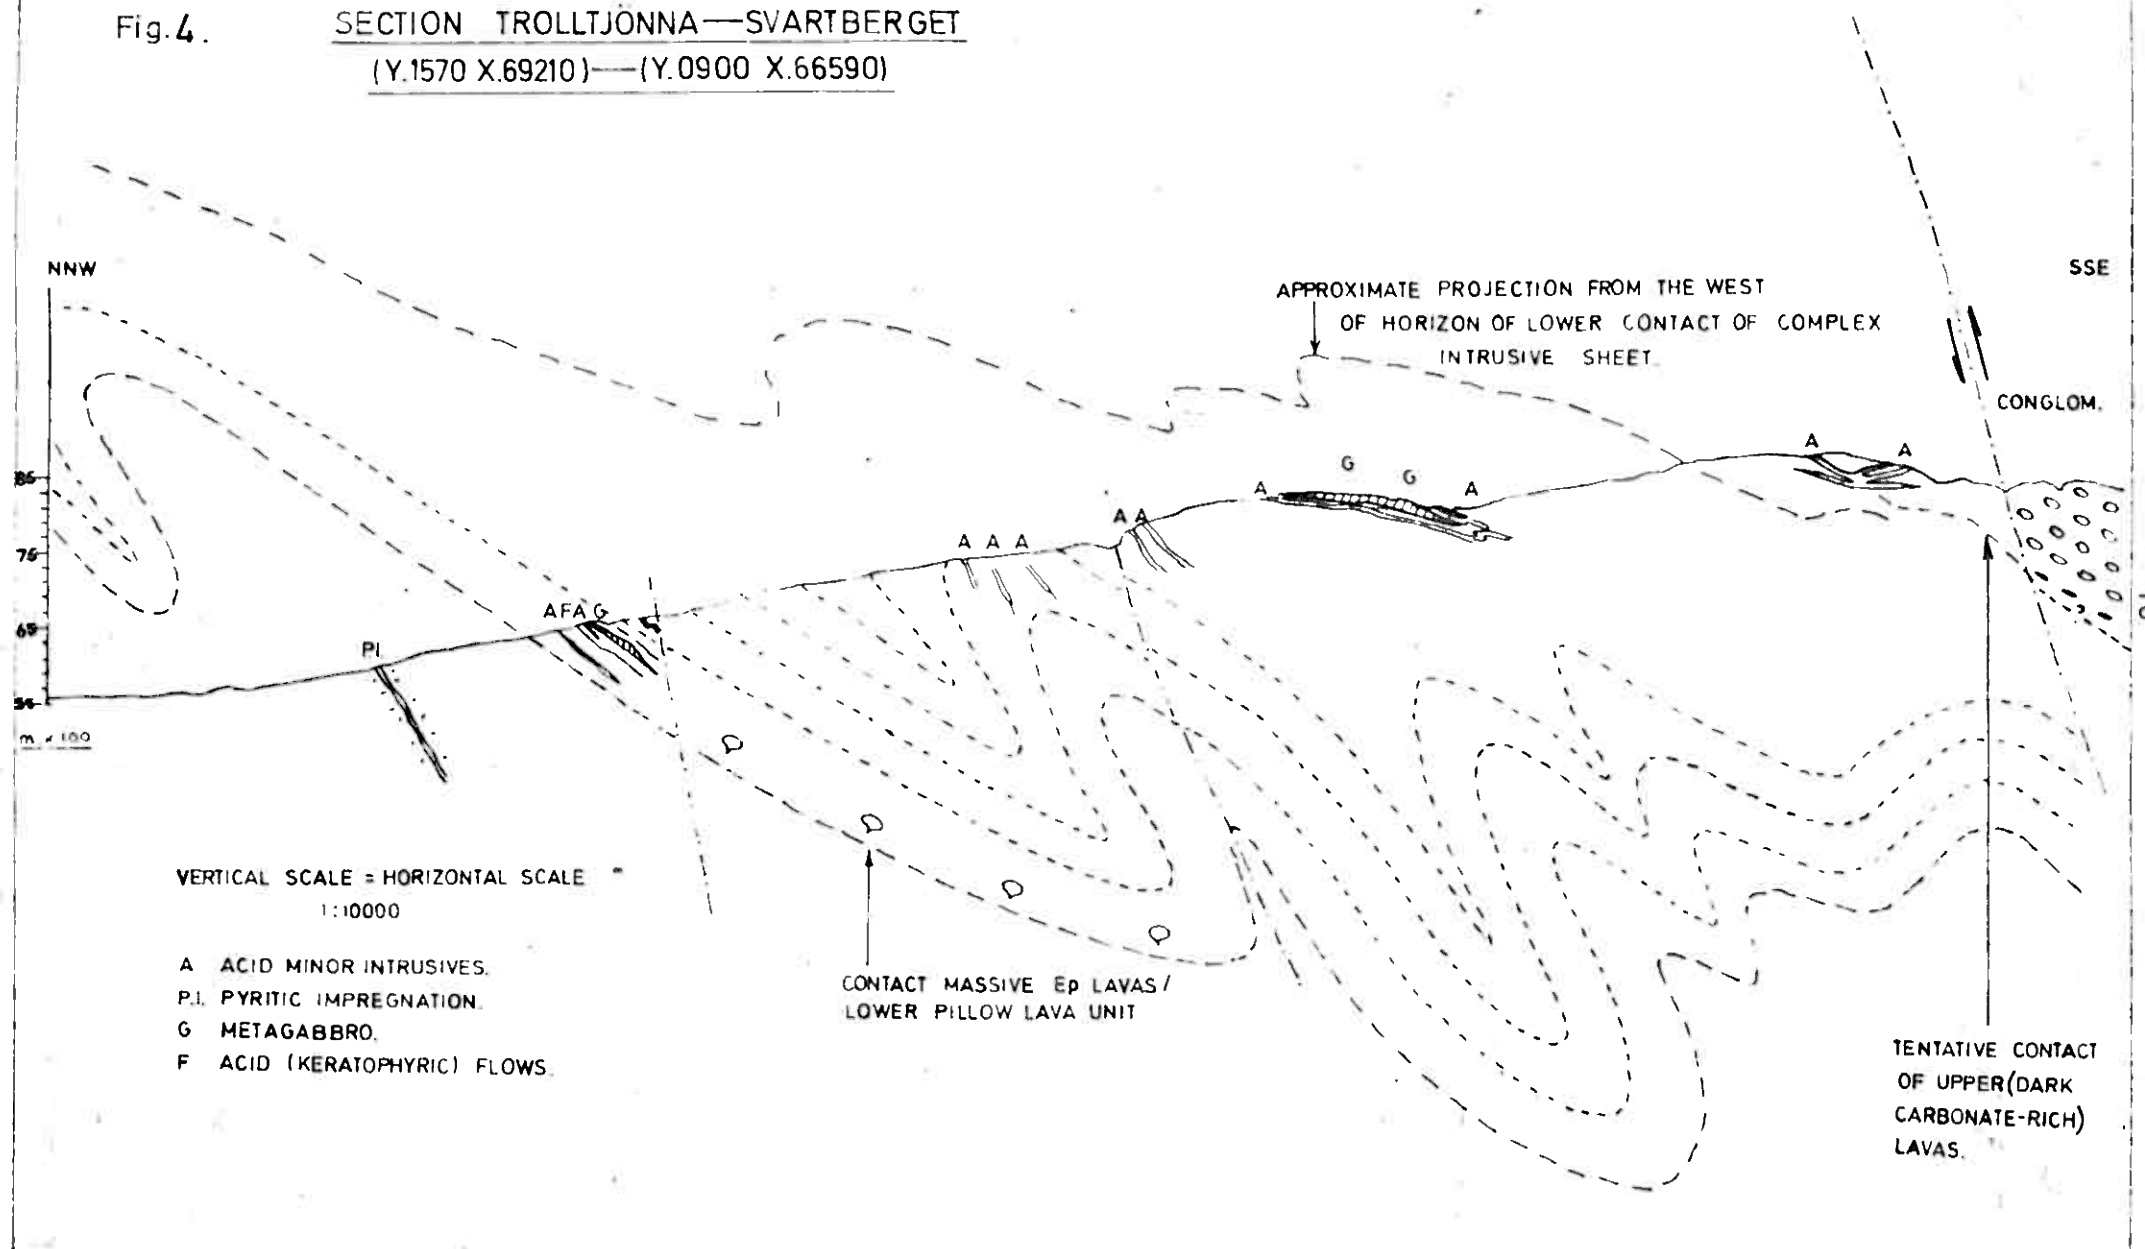 Fig.4.
SECTION TROLLTJÖNNA—SVARTBERGET
(Y.1570 X.69210)—(Y.0900 X.66590)
NNW
SSE
APPROXIMATE PROJECTION FROM THE WEST
OF HORIZON OF LOWER CONTACT OF COMPLEX
INTRUSIVE SHEET.
CONGLOM.
A A
G G
A A
A A
A A A
85
75
65
55
m. x 100
A F A G
P.I.
VERTICAL SCALE = HORIZONTAL SCALE
1:10000
A ACID MINOR INTRUSIVES.
P.I. PYRITIC IMPREGNATION.
G METAGABBRO.
F ACID (KERATOPHYRIC) FLOWS.
CONTACT MASSIVE Ep LAVAS /
LOWER PILLOW LAVA UNIT
TENTATIVE CONTACT
OF UPPER(DARK
CARBONATE-RICH)
LAVAS.